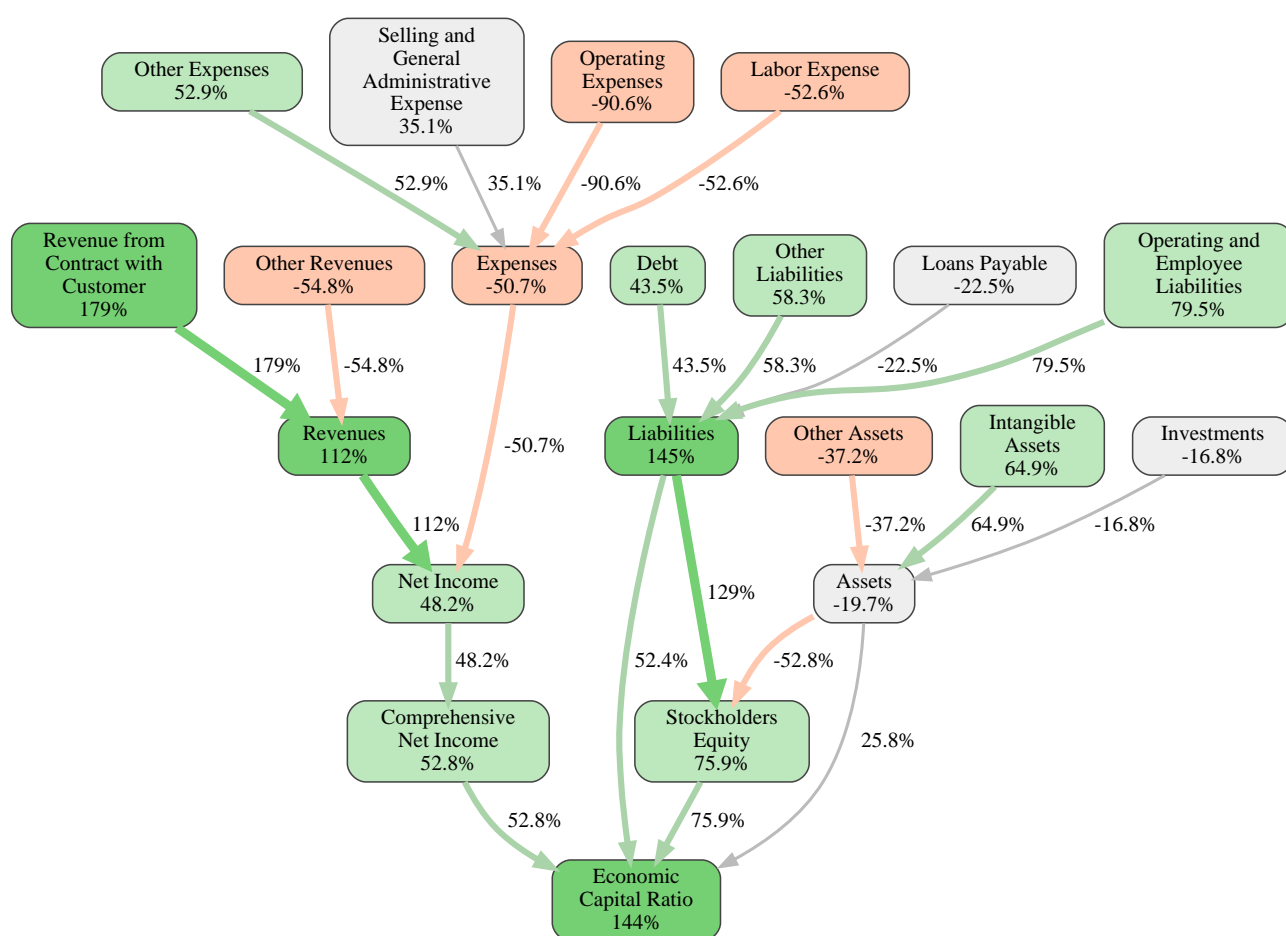 Other Expenses
52.9%
Selling and
General
Administrative
Expense
35.1%
Operating
Expenses
-90.6%
Labor Expense
-52.6%
52.9%
35.1%
-90.6%
-52.6%
Revenue from
Contract with
Customer
179%
Other Revenues
-54.8%
Expenses
-50.7%
Debt
43.5%
Other
Liabilities
58.3%
Loans Payable
-22.5%
Operating and
Employee
Liabilities
79.5%
179%
-54.8%
43.5%
58.3%
-22.5%
79.5%
Revenues
112%
-50.7%
Liabilities
145%
Other Assets
-37.2%
Intangible
Assets
64.9%
Investments
-16.8%
112%
-37.2%
64.9%
-16.8%
Net Income
48.2%
129%
Assets
-19.7%
48.2%
52.4%
-52.8%
Comprehensive
Net Income
52.8%
Stockholders
Equity
75.9%
25.8%
52.8%
75.9%
Economic
Capital Ratio
144%